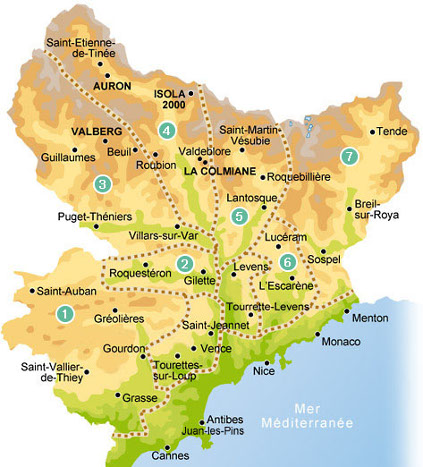 Saint-Etienne-
de-Tinée
AURON
ISOLA
2000
4
VALBERG
Saint-Martin
Vésubie
Tende
7
Guillaumes
Beuil
Roubion
Valdeblore
LA COLMIANE
Roquebillière
3
Lantosque
Breil-
sur-Roya
Puget-Théniers
5
Villars-sur-Var
Lucéram
Sospel
Roquestéron
2
Gilette
Levens
6
L'Escarène
Saint-Auban
1
Gréolières
Tourrette-Levens
Menton
Saint-Jeannet
Monaco
Gourdon
Vence
Saint-Vallier-
de-Thiey
Tourettes-
sur-Loup
Nice
Grasse
Mer
Méditerranée
Antibes
Juan-les-Pins
Cannes